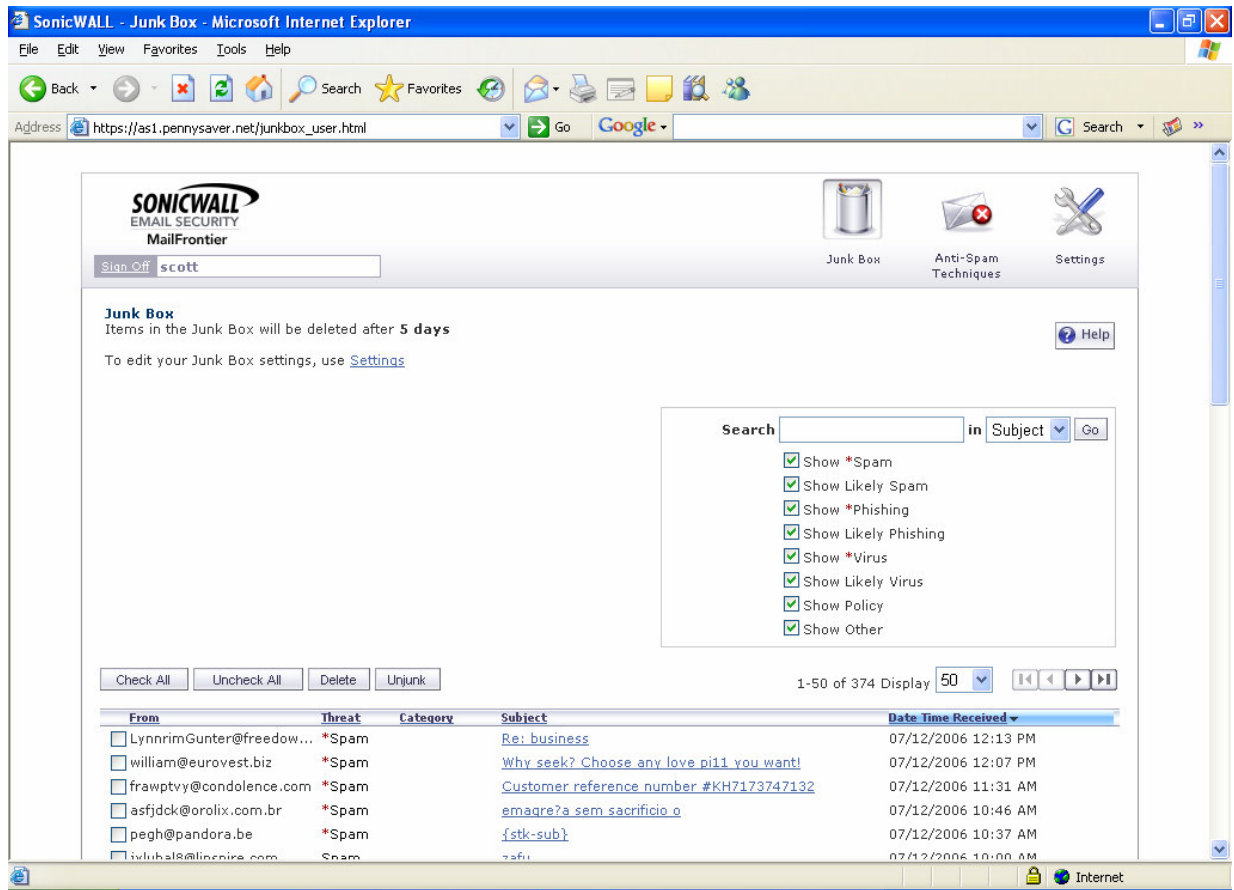 SonicWALL - Junk Box - Microsoft Internet Explorer
File Edit View Favorites Tools Help
Back Search Favorites
Address https://as1.pennysaver.net/junkbox_user.html Go Google Search »
SONICWALL
EMAIL SECURITY
MailFrontier
Sign Off scott
Junk Box
Anti-Spam Techniques
Settings
Junk Box
Items in the Junk Box will be deleted after 5 days
Help
To edit your Junk Box settings, use Settings
Search in Subject Go
Show *Spam
Show Likely Spam
Show *Phishing
Show Likely Phishing
Show *Virus
Show Likely Virus
Show Policy
Show Other
Check All Uncheck All Delete Unjunk 1-50 of 374 Display 50
From Threat Category Subject Date Time Received
LynnrimGunter@freedow... *Spam Re: business 07/12/2006 12:13 PM
william@eurovest.biz *Spam Why seek? Choose any love pi11 you want! 07/12/2006 12:07 PM
frawptvy@condolence.com *Spam Customer reference number #KH7173747132 07/12/2006 11:31 AM
asfjdck@orolix.com.br *Spam emagre?a sem sacrificio o 07/12/2006 10:46 AM
pegh@pandora.be *Spam {stk-sub} 07/12/2006 10:37 AM
Spam zafu 07/12/2006 10:00 AM
Internet